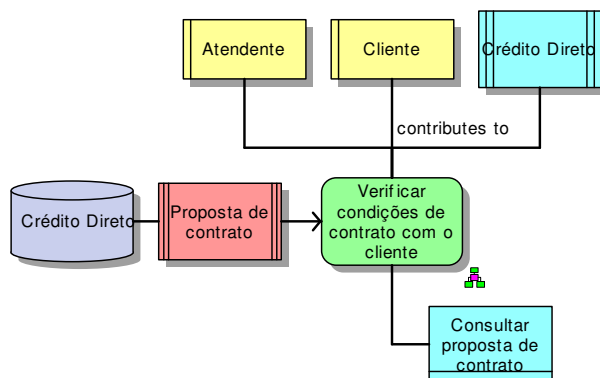 Atendente
Cliente
Crédito Direto
contributes to
Crédito Direto
Proposta de
contrato
Verificar
condições de
contrato com o
cliente
Consultar
proposta de
contrato